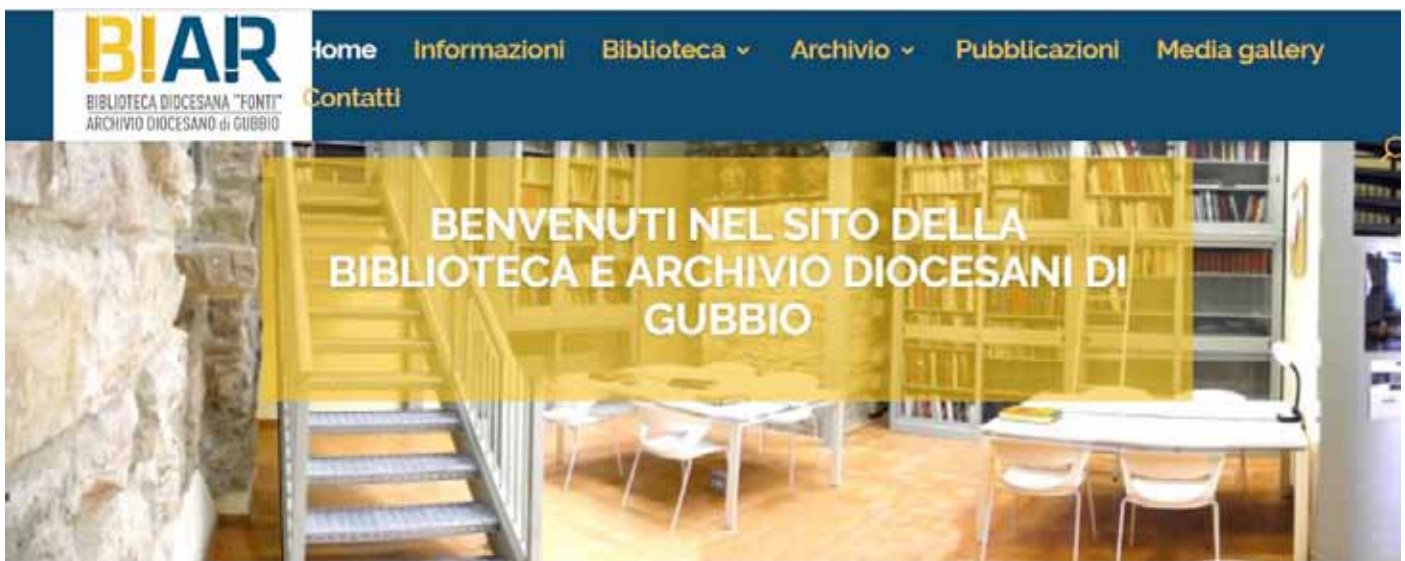 BIAR
BIBLIOTECA DIOCESANA "FONTI"
ARCHIVIO DIOCESANO di GUBBIO
Home Informazioni Biblioteca Archivio Pubblicazioni Media gallery
Contatti
BENVENUTI NEL SITO DELLA
BIBLIOTECA E ARCHIVIO DIOCESANI DI
GUBBIO